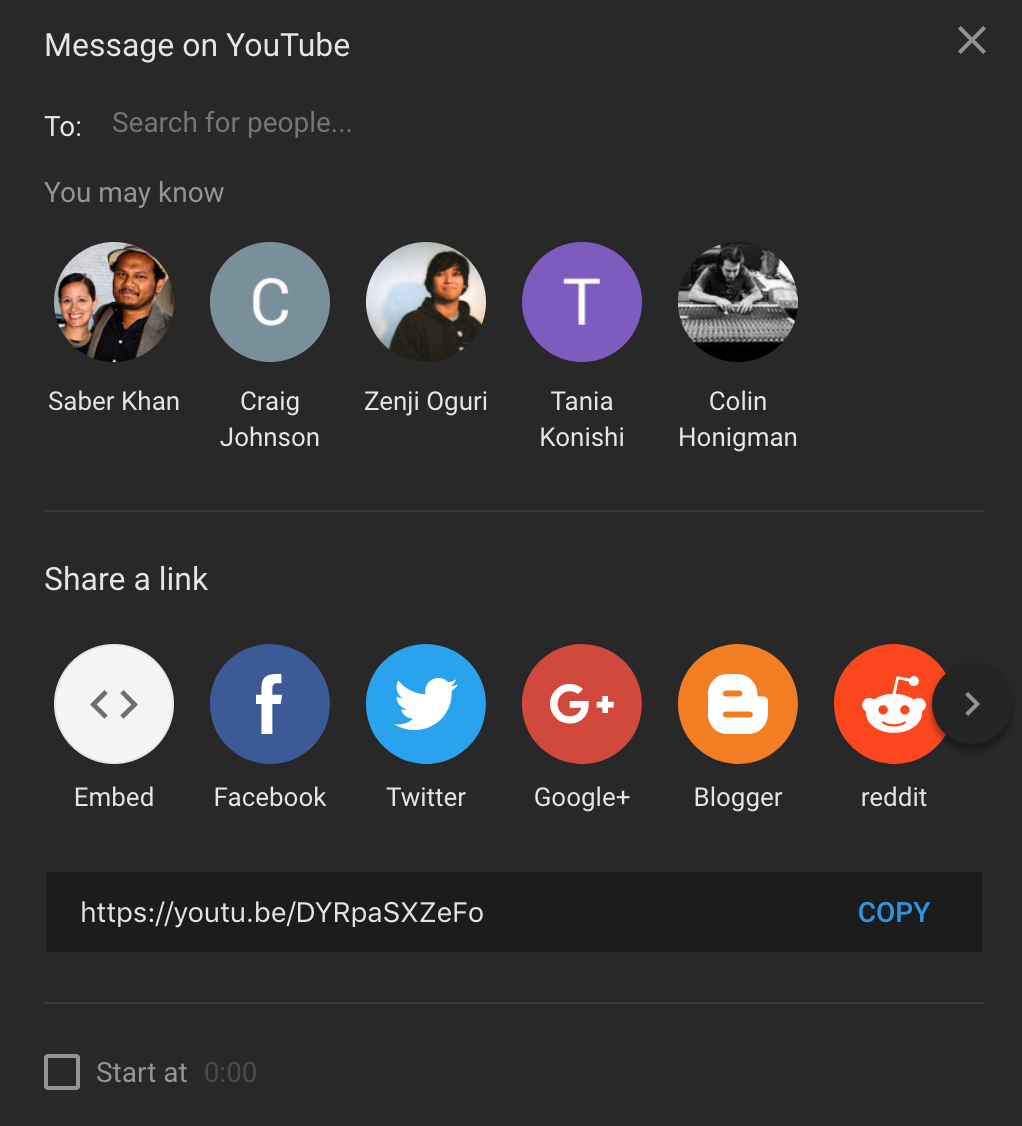 Message on YouTube
To: Search for people...
You may know
C
T
Saber Khan
Craig
Johnson
Zenji Oguri
Tania
Konishi
Colin
Honigman
Share a link
f
G+
Embed
Facebook
Twitter
Google+
Blogger
reddit
https://youtu.be/DYRpaSXZeFo
COPY
Start at 0:00